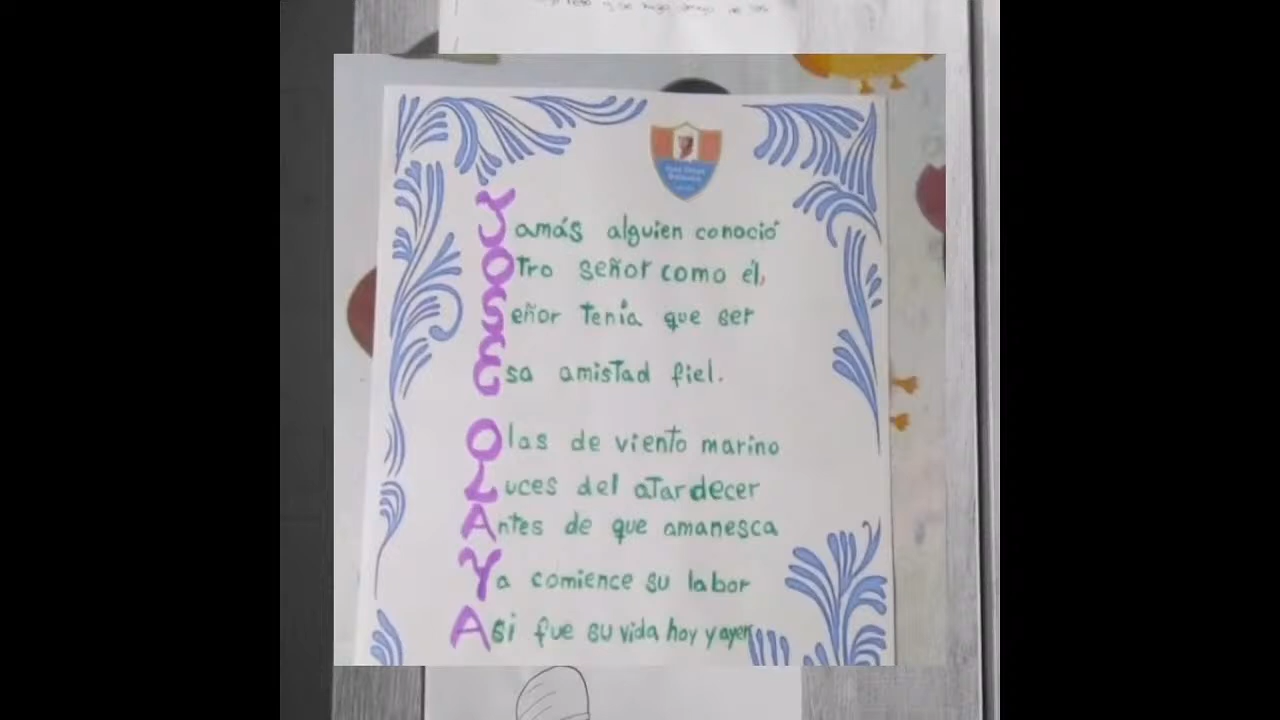 Jamás alguien conoció
Otro señor como él,
Señor tenía que ser
Esa amistad fiel.
Olas de viento marino
Luces del atardecer
Antes de que amanesca
Ya comience su labor
Asi fue su vida hoy y ayer